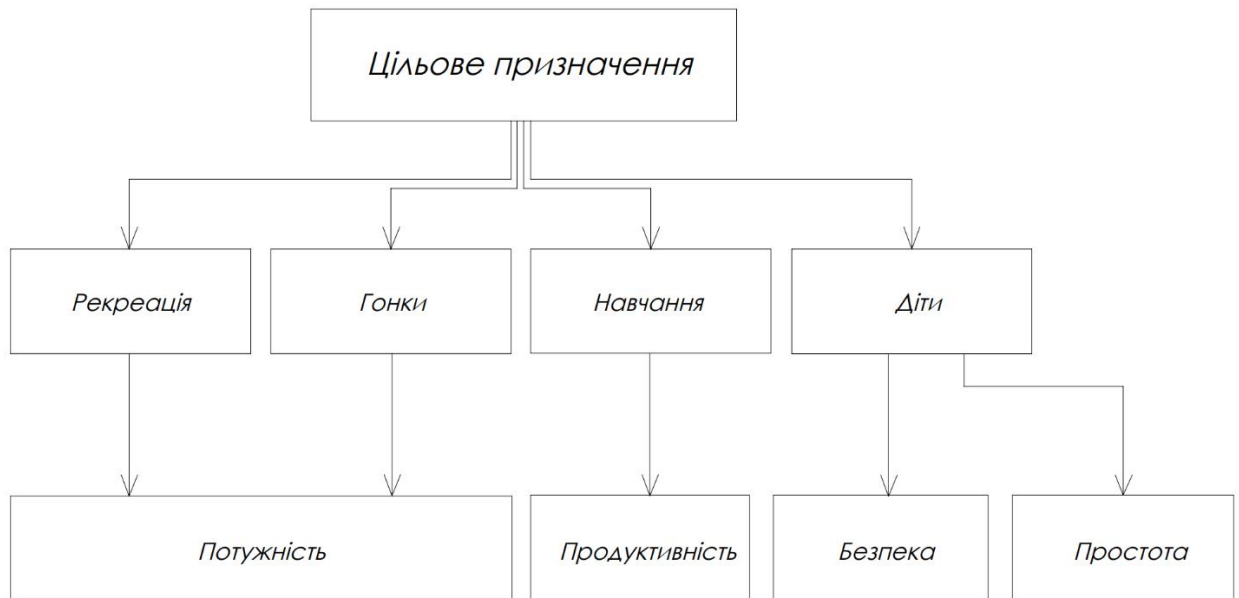 Цільове призначення
Рекреація
Гонки
Навчання
Діти
Потужність
Продуктивність
Безпека
Простота